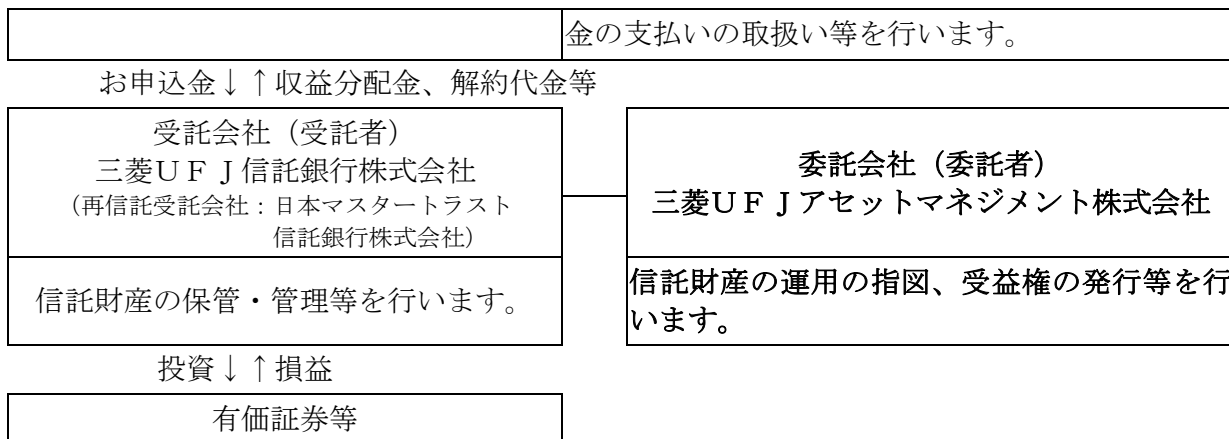 金の支払いの取扱い等を行います。
お申込金↓↑収益分配金、解約代金等
受託会社(受託者)
三菱UFJ信託銀行株式会社
(再信託受託会社:日本マスタートラスト
信託銀行株式会社)
信託財産の保管・管理等を行います。
委託会社(委託者)
三菱UFJアセットマネジメント株式会社
信託財産の運用の指図、受益権の発行等を行
います。
投資↓↑損益
有価証券等